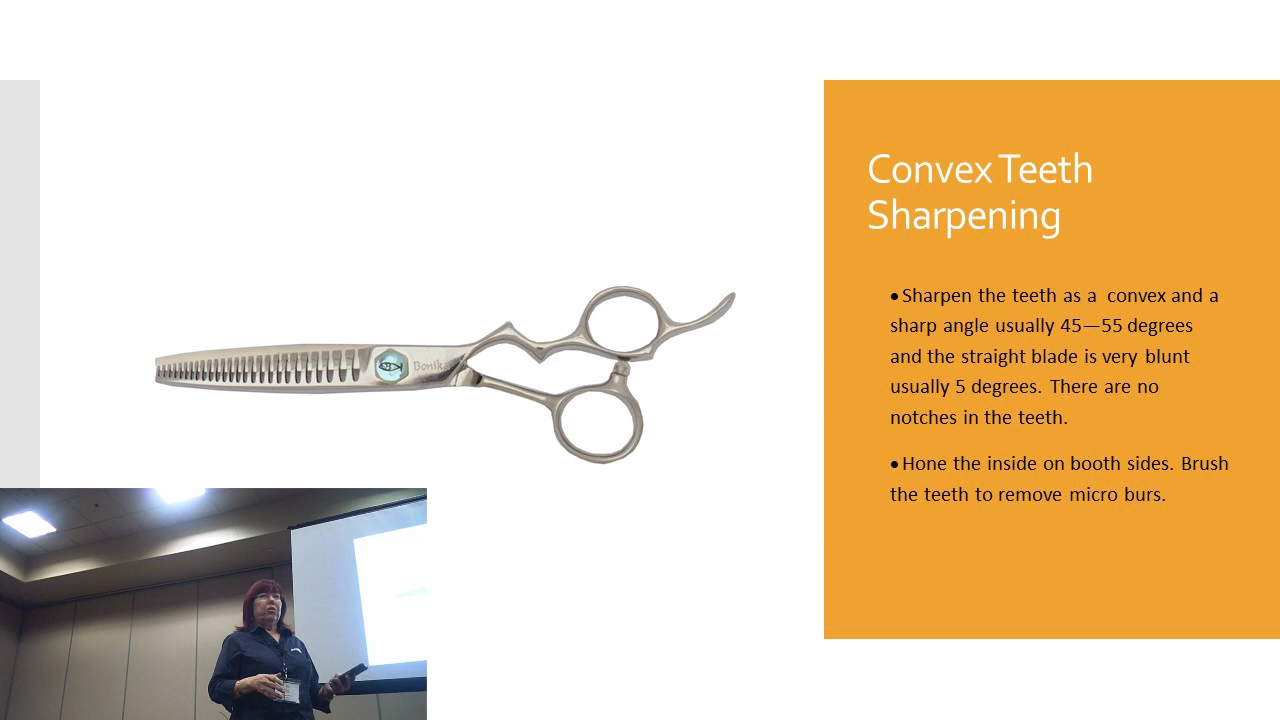 Convex Teeth
Sharpening
•Sharpen the teeth as a convex and a
sharp angle usually 45—55 degrees
and the straight blade is very blunt
usually 5 degrees. There are no
notches in the teeth.
•Hone the inside on booth sides. Brush
the teeth to remove micro burs.
Bonika